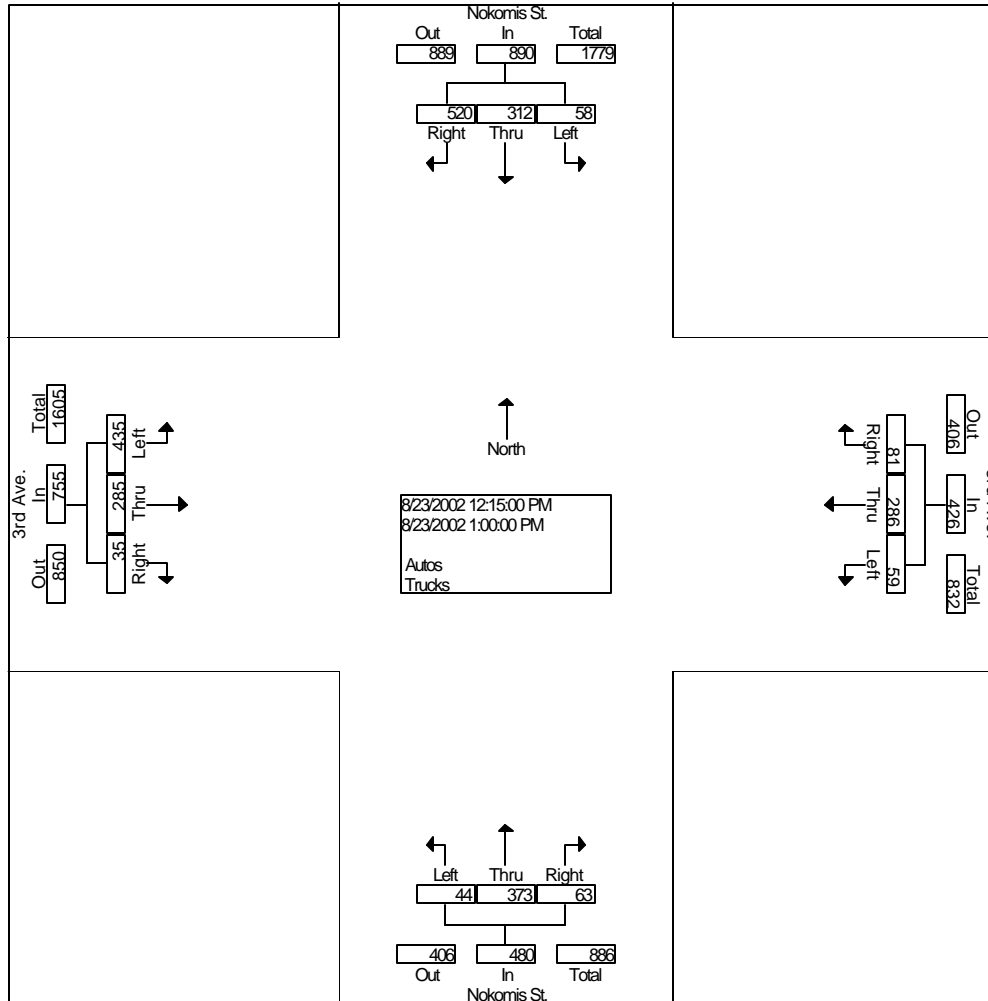 Nokomis St.
Out In Total
889 890 1779
520 312 58
Right Thru Left
3rd Ave.
Total In Out
1605 755 850
435 285 35
Left Thru Right
North
8/23/2002 12:15:00 PM
8/23/2002 1:00:00 PM
Autos
Trucks
Right Thru Left
81 286 59
Out In Total
406 426 832
Left Thru Right
44 373 63
406 480 886
Out In Total
Nokomis St.